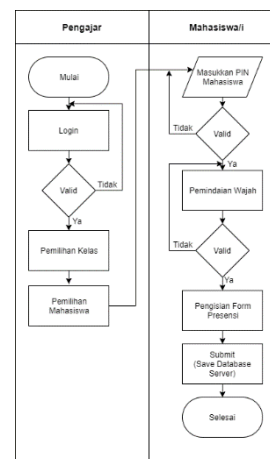 Pengajar
Mulai
Login
Valid
Tidak
Ya
Pemilihan Kelas
Pemilihan
Mahasiswa
Mahasiswa/i
Masukkan PIN
Mahasiswa
Tidak
Valid
Ya
Pemindaian Wajah
Tidak
Valid
Ya
Pengisian Form
Presensi
Submit
(Save Database
Server)
Selesai